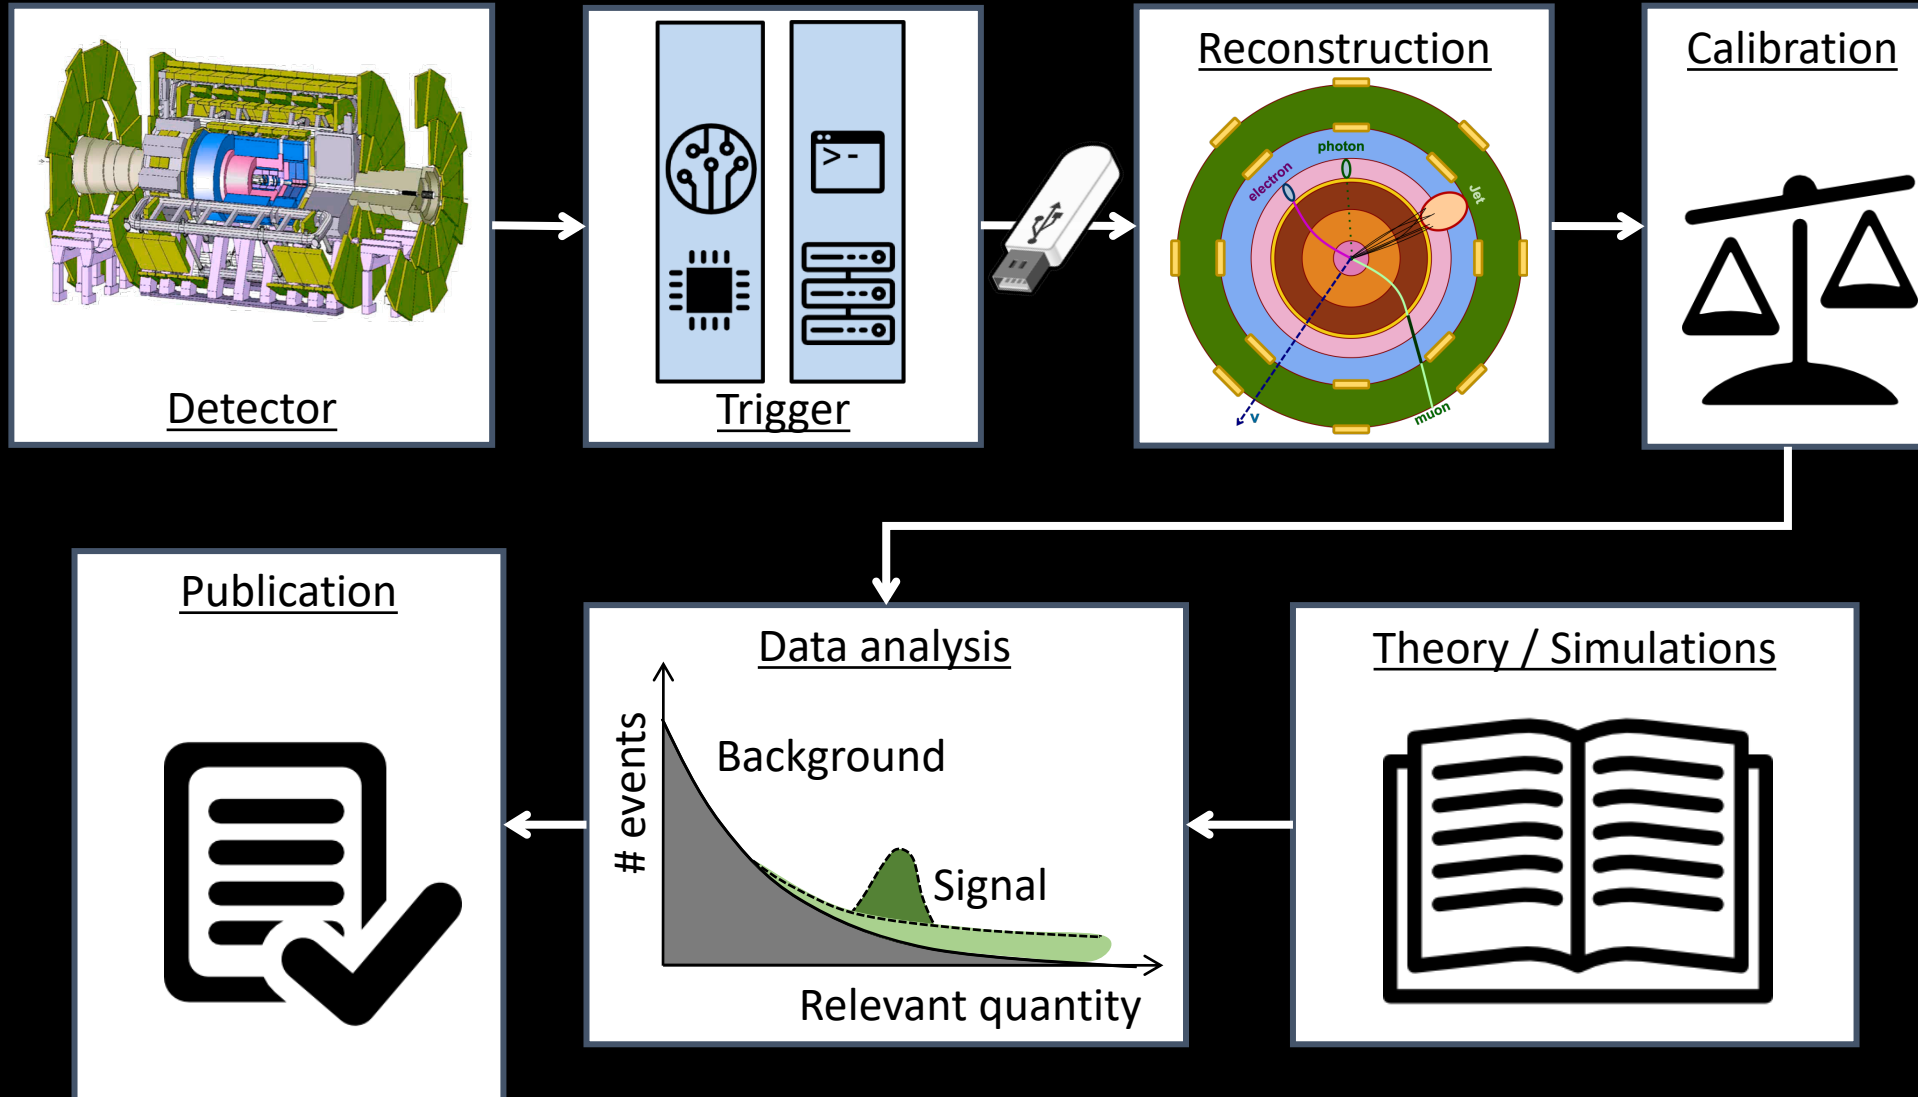 Detector
Trigger
>-
Reconstruction
photon
electron
Jet
muon
v
Calibration
Publication
Data analysis
# events
Background
Signal
Relevant quantity
Theory / Simulations